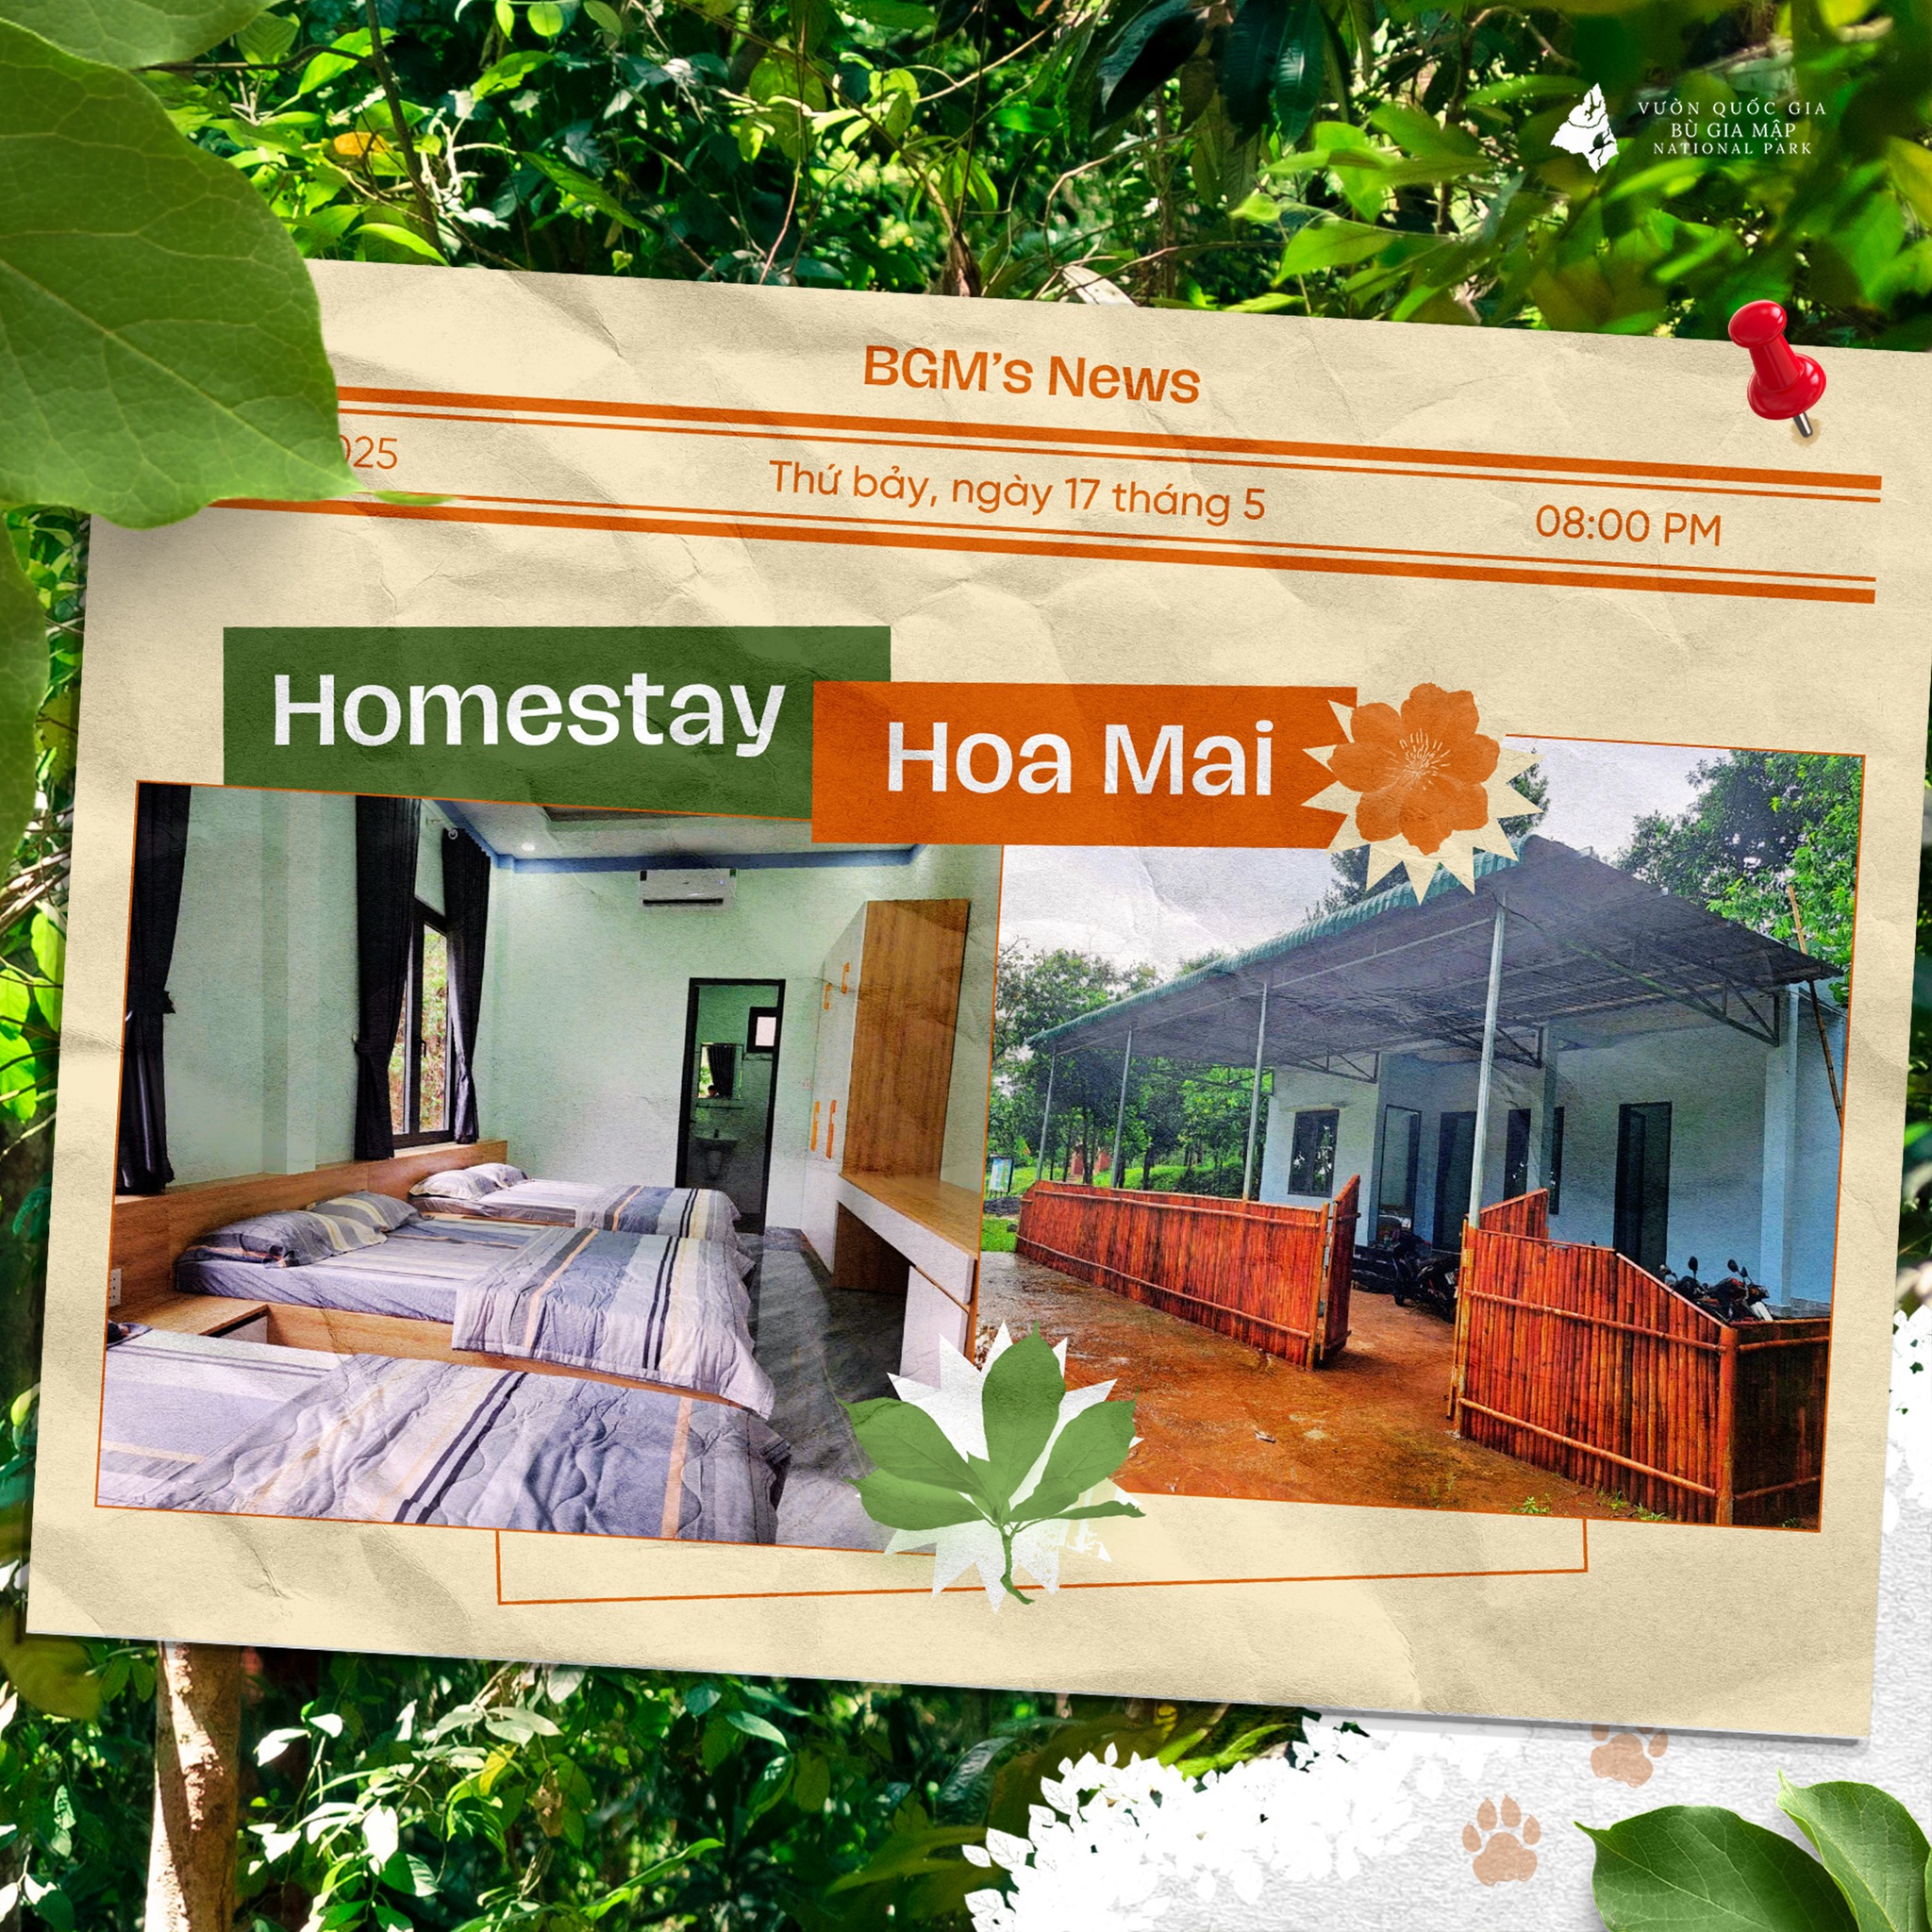 VƯỜN QUỐC GIA
BÙ GIA MẬP
NATIONAL PARK
BGM's News
Thứ bảy, ngày 17 tháng 5
08:00 PM
Homestay
Hoa Mai